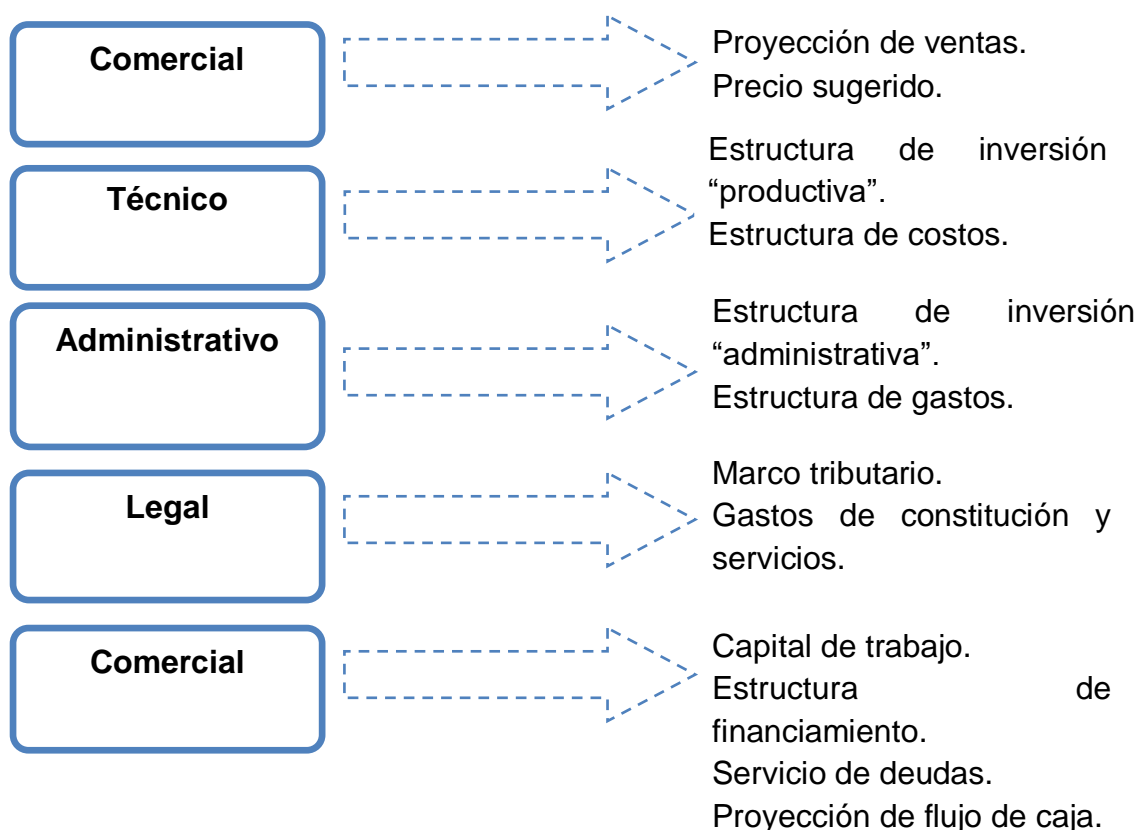 Comercial
Proyección de ventas.
Precio sugerido.
Técnico
Estructura de inversión
“productiva”.
Estructura de costos.
Administrativo
Estructura de inversión
“administrativa”.
Estructura de gastos.
Legal
Marco tributario.
Gastos de constitución y
servicios.
Comercial
Capital de trabajo.
Estructura de
financiamiento.
Servicio de deudas.
Proyección de flujo de caja.